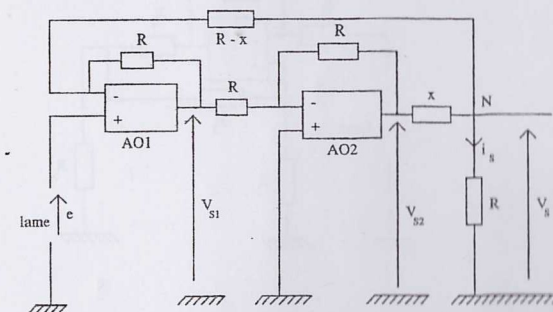 R - x
R
R
R
-
+
AO1
-
+
AO2
x
N
i s
R
lame
e
V S1
V S2
V s